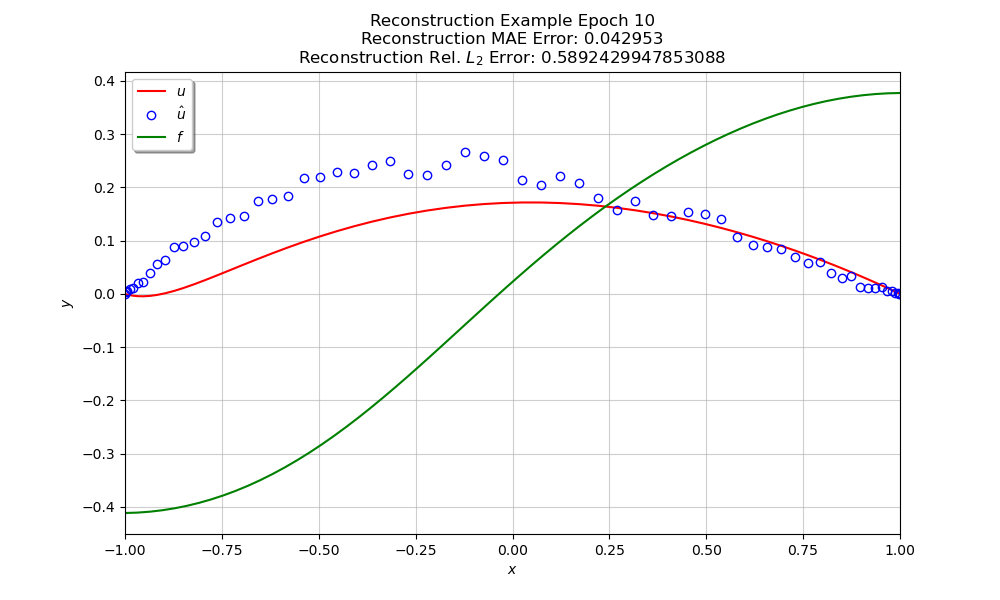 Reconstruction Example Epoch 10
Reconstruction MAE Error: 0.042953
Reconstruction Rel. $L_2$ Error: 0.5892429947853088
u
û
f
0.4
0.3
0.2
0.1
0.0
−0.1
−0.2
−0.3
−0.4
y
−1.00 −0.75 −0.50 −0.25 0.00 0.25 0.50 0.75 1.00
x